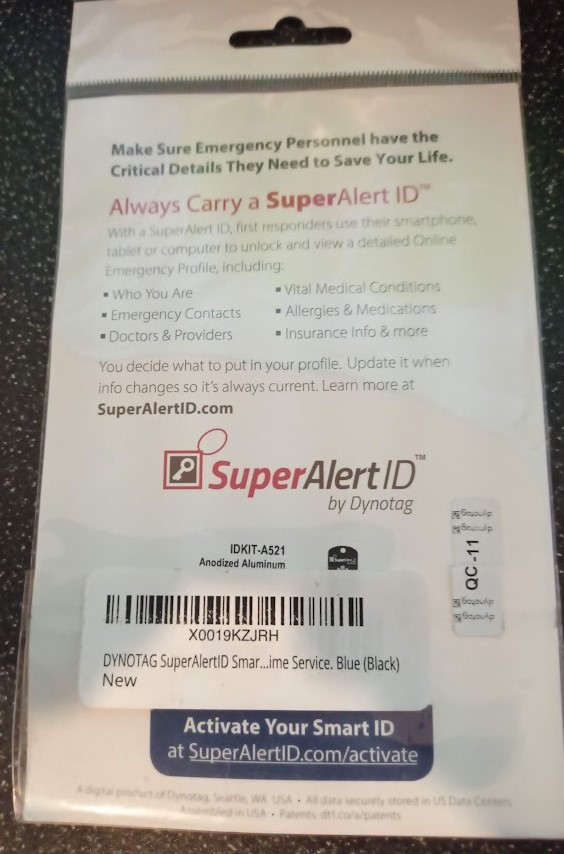 Make Sure Emergency Personnel have the
Critical Details They Need to Save Your Life.
Always Carry a SuperAlert ID™
With a SuperAlert ID, first responders use their smartphone,
tablet or computer to unlock and view a detailed Online
Emergency Profile, including:
▪ Who You Are
▪ Emergency Contacts
▪ Doctors & Providers
▪ Vital Medical Conditions
▪ Allergies & Medications
▪ Insurance Info & more
You decide what to put in your profile. Update it when
info changes so it's always current. Learn more at
SuperAlertID.com
SuperAlertID™
by Dynotag
IDKIT-A521
Anodized Aluminum
dynotag
dynotag
QC-11
dynotag
dynotag
X0019KZJRH
DYNOTAG SuperAlertID Smar...ime Service. Blue (Black)
New
Activate Your Smart ID
at SuperAlertID.com/activate
A digital product of Dynotag, Seattle, WA. USA • All data securely stored in US Data Centers
Assembled in USA • Patents: dtl.co/a/patents